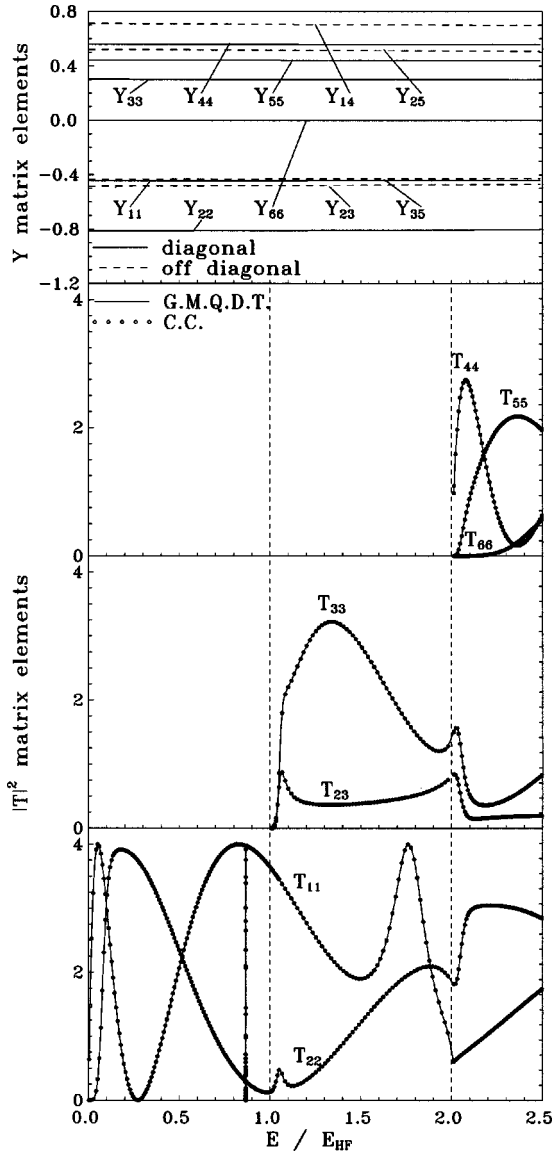 0.8
0.4
0.0
−0.4
−0.8
−1.2
Y matrix elements
Y33 Y44 Y55 Y14 Y25
Y11 Y22 Y66 Y23 Y35
diagonal
off diagonal
G.M.Q.D.T.
C.C.
4
2
0
T44
T55
T66
|T|² matrix elements
4
2
0
T33
T23
4
2
0
T11
T22
0.0 0.5 1.0 1.5 2.0 2.5
E / EHF